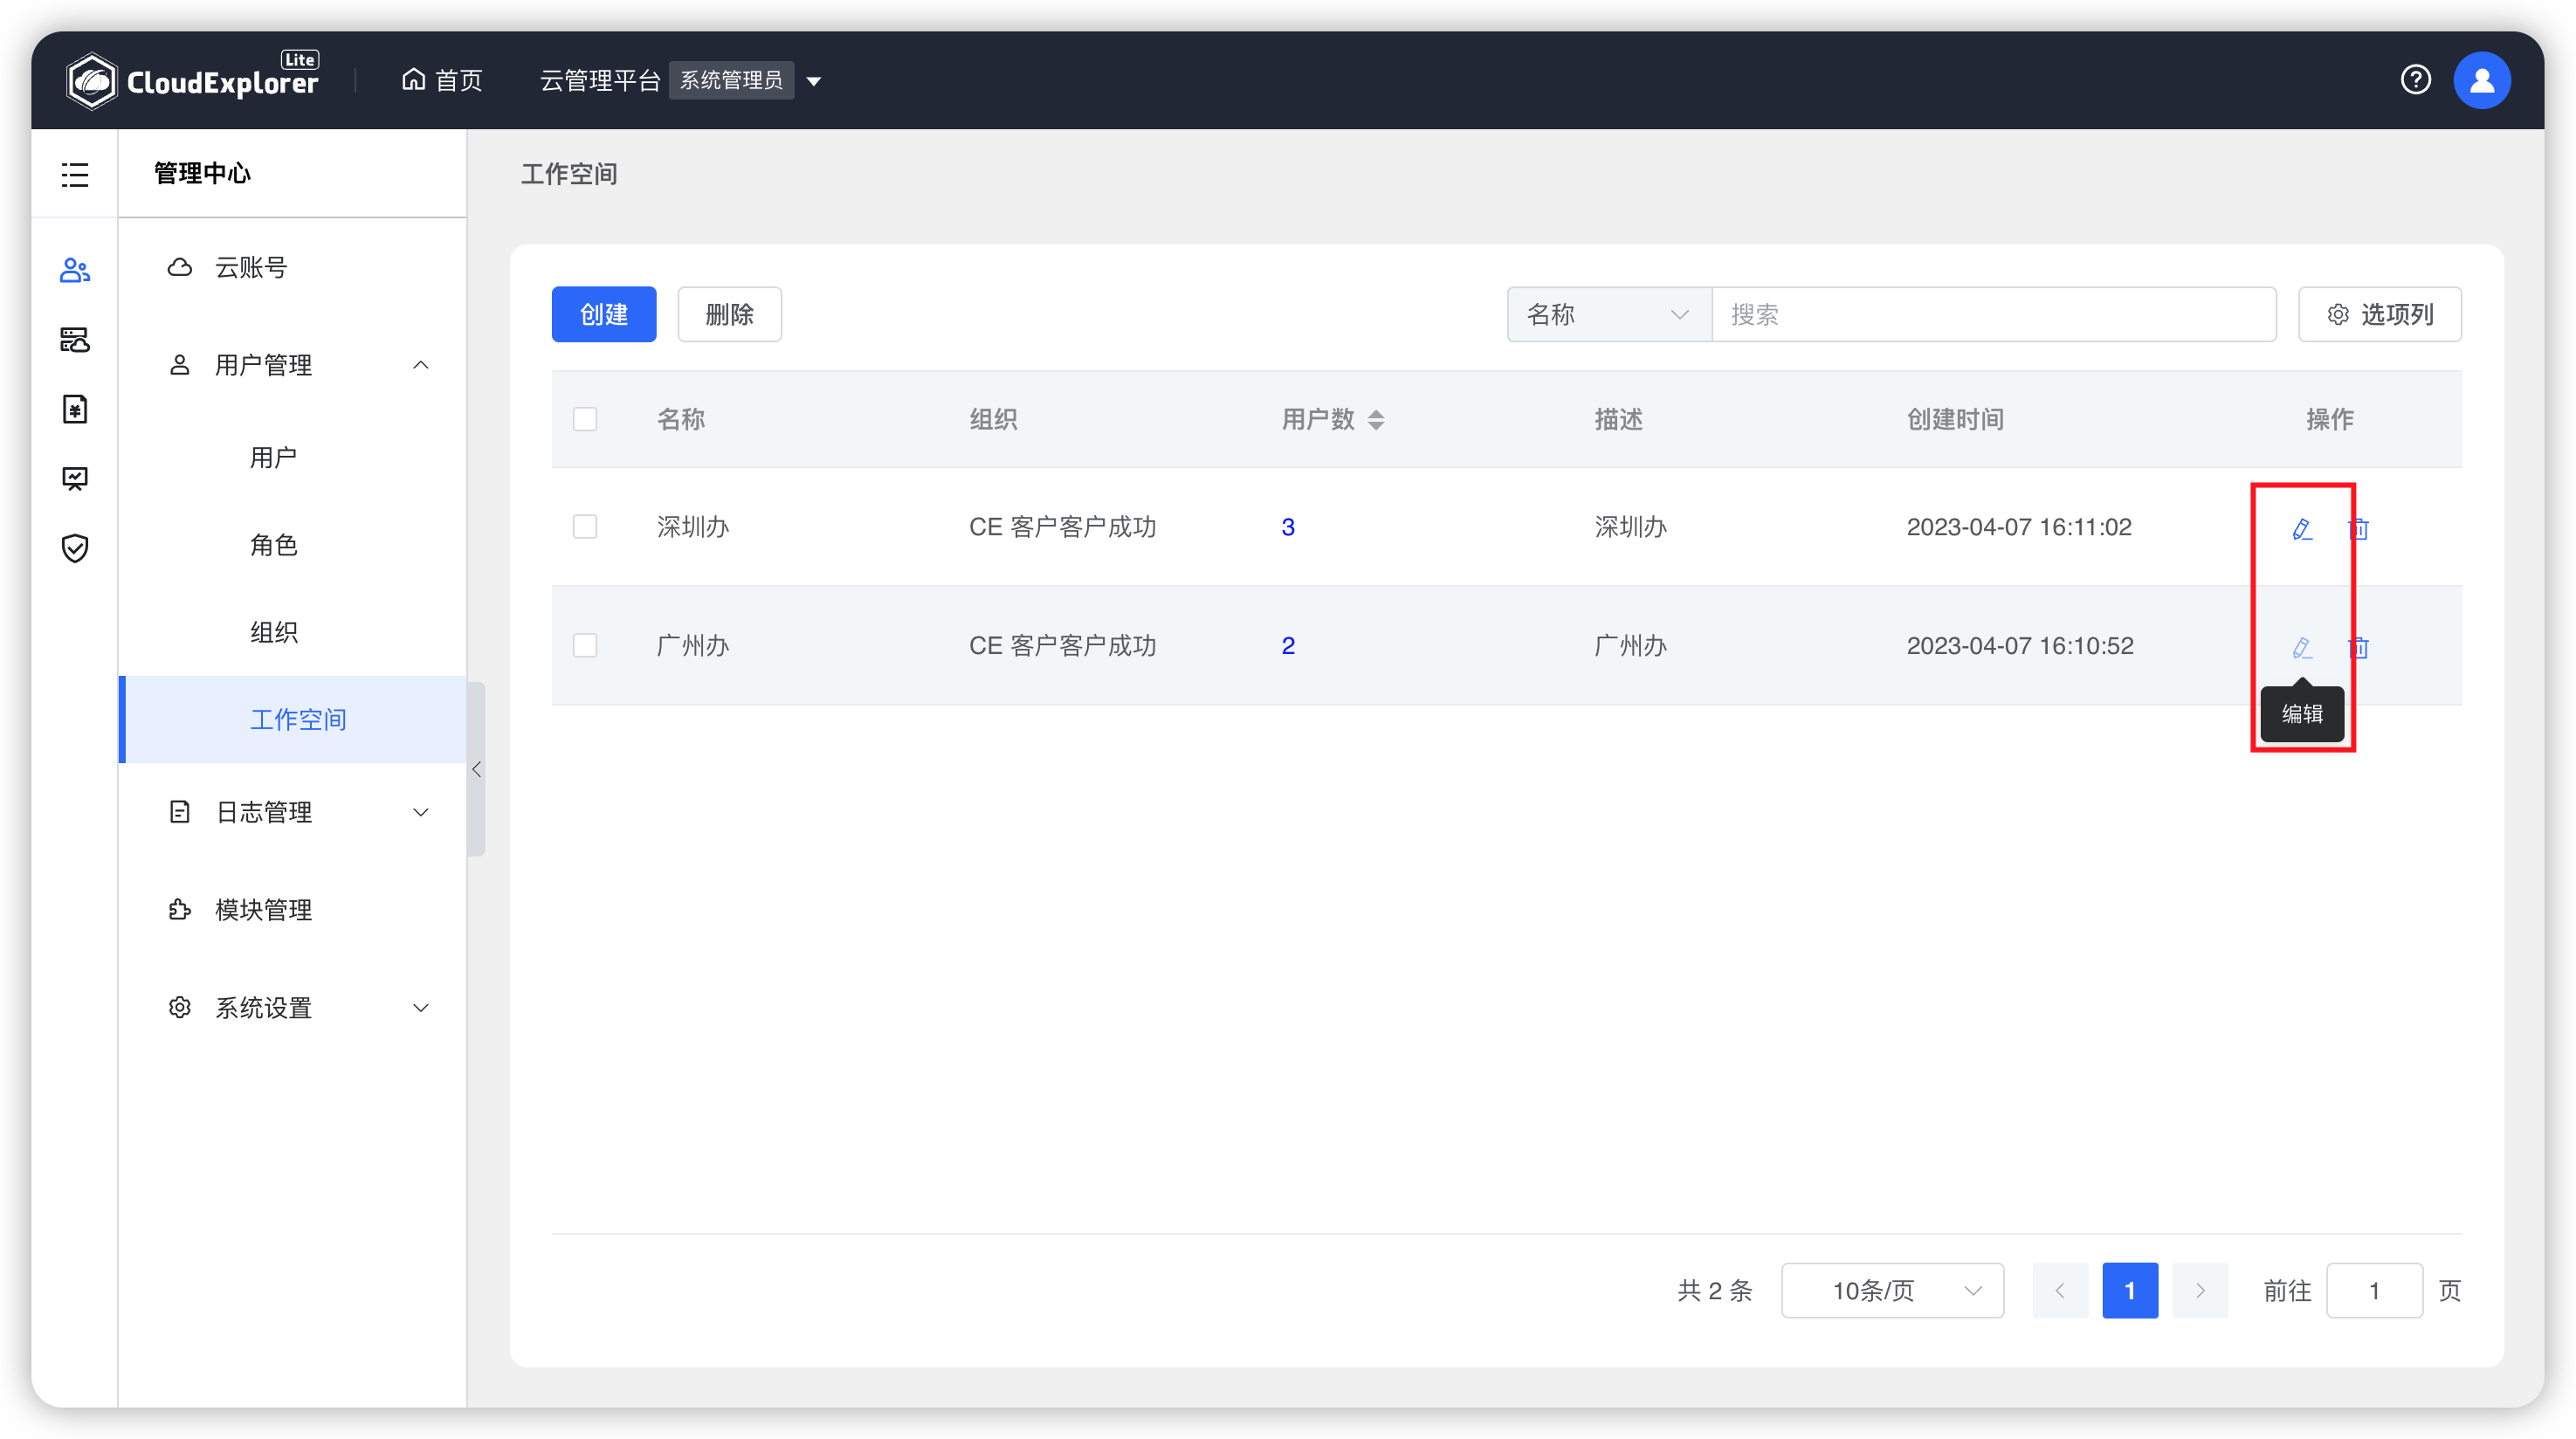 CloudExplorer Lite
首页
云管理平台 系统管理员
管理中心
云账号
用户管理
用户
角色
组织
工作空间
日志管理
模块管理
系统设置
工作空间
创建 删除 名称 搜索 选项列
名称 组织 用户数 描述 创建时间 操作
深圳办 CE 客户客户成功 3 深圳办 2023-04-07 16:11:02
广州办 CE 客户客户成功 2 广州办 2023-04-07 16:10:52
编辑
共 2 条 10条/页 1 前往 1 页